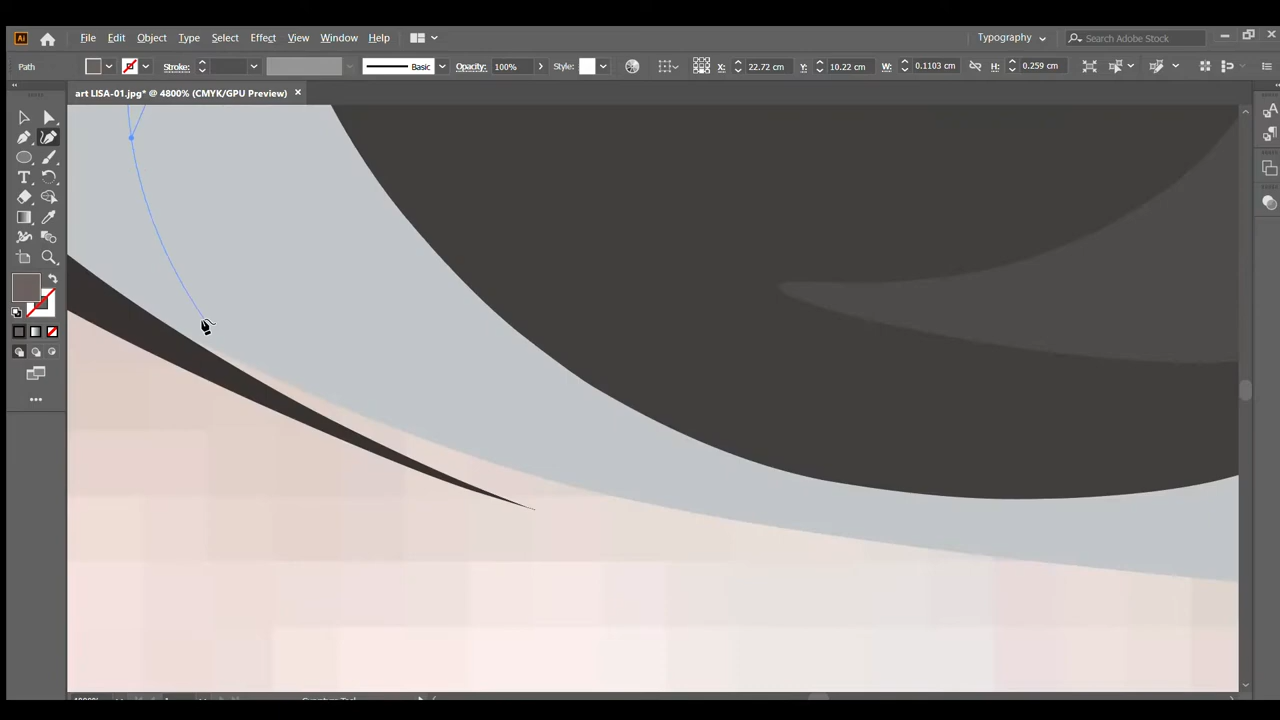 Ai File Edit Object Type Select Effect View Window Help Typography Search Adobe Stock
Path Stroke: Basic Opacity: 100% Style: X: 22.72 cm Y: 10.22 cm W: 0.1103 cm H: 0.259 cm
art LISA-01.jpg* @ 4800% (CMYK/GPU Preview)